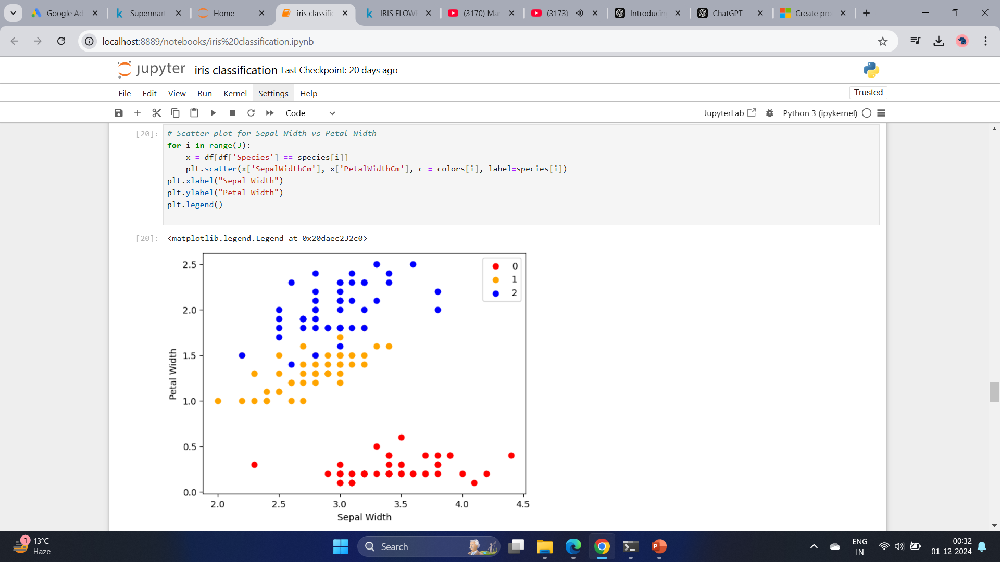 Google Ad
Supermart
Home
iris classific
IRIS FLOW
(3170) Mar
(3173)
Introducin
ChatGPT
Create pro
localhost:8889/notebooks/iris%20classification.ipynb
jupyter iris classification Last Checkpoint: 20 days ago
File Edit View Run Kernel Settings Help
Trusted
Code
JupyterLab
Python 3 (ipykernel)
[20]:
# Scatter plot for Sepal Width vs Petal Width
for i in range(3):
    x = df[df['Species'] == species[i]]
    plt.scatter(x['SepalWidthCm'], x['PetalWidthCm'], c = colors[i], label=species[i])
plt.xlabel("Sepal Width")
plt.ylabel("Petal Width")
plt.legend()
[20]: <matplotlib.legend.Legend at 0x20daec232c0>
0
1
2
2.5
2.0
1.5
1.0
0.5
0.0
Petal Width
2.0 2.5 3.0 3.5 4.0 4.5
Sepal Width
1
13°C
Haze
Search
P
ENG
IN
00:32
01-12-2024